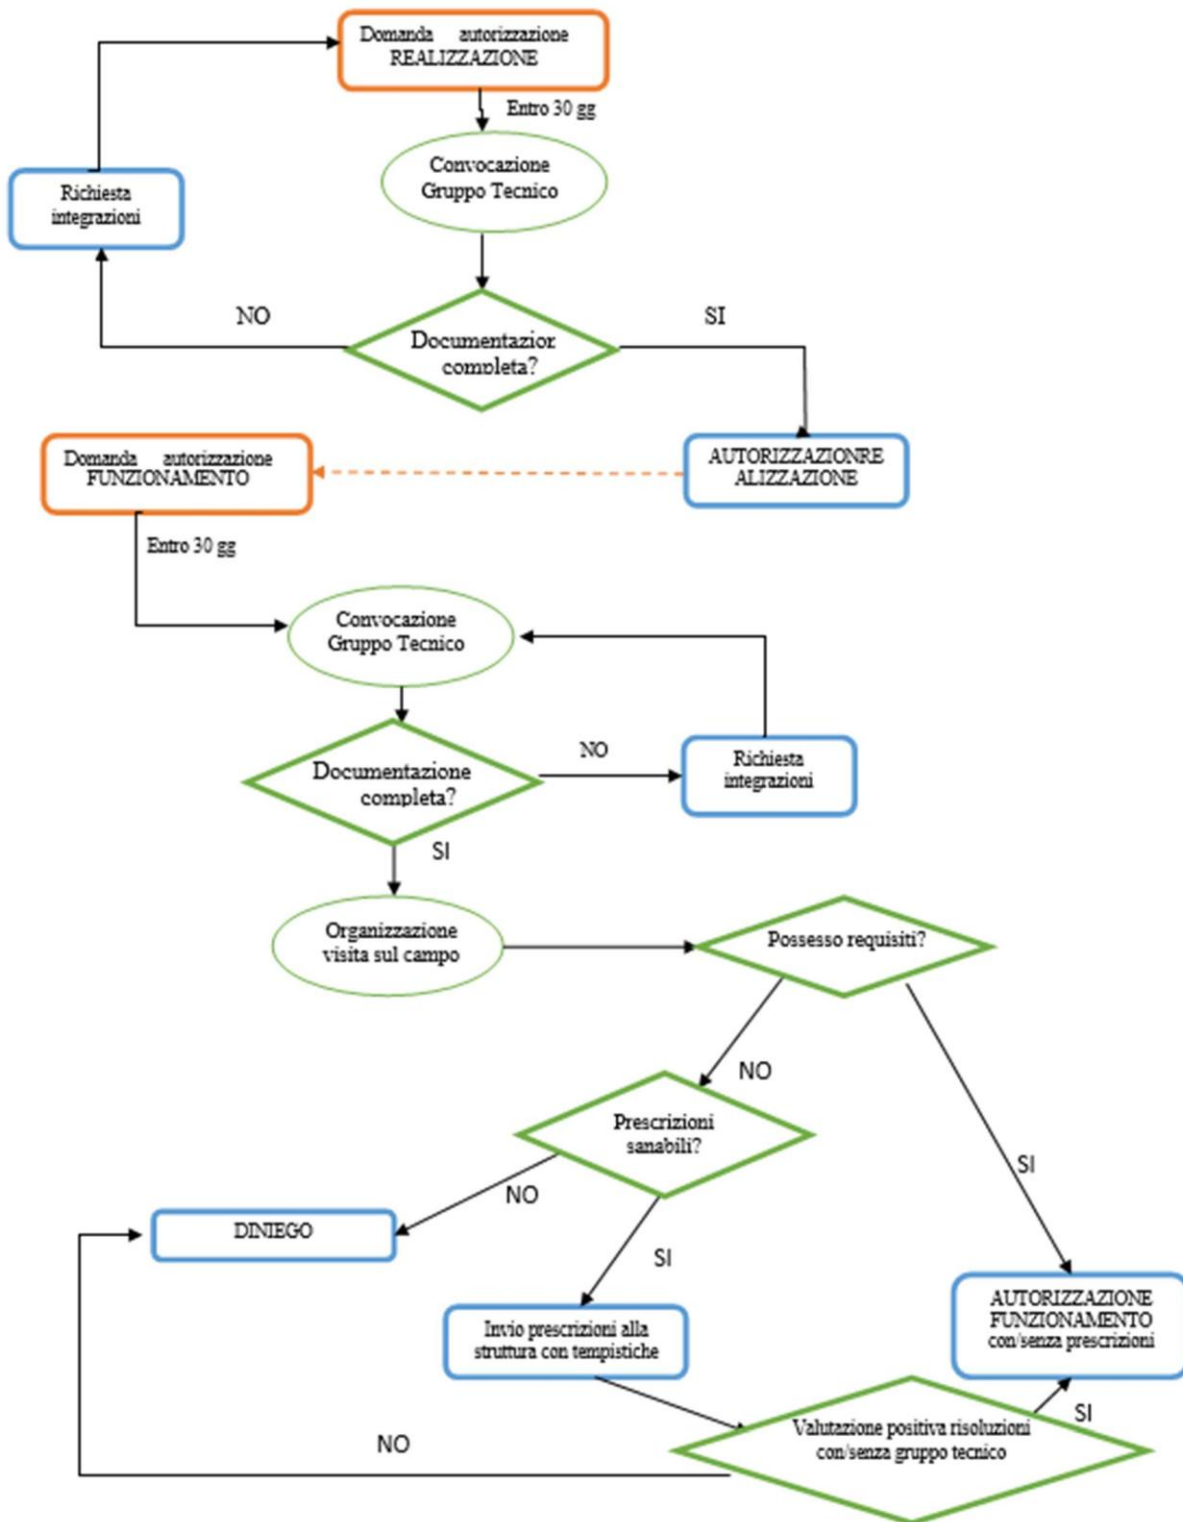 Domanda autorizzazione
REALIZZAZIONE
Entro 30 gg
Convocazione
Gruppo Tecnico
Richiesta
integrazioni
NO
SI
Documentazior
completa?
Domanda autorizzazione
FUNZIONAMENTO
AUTORIZZAZIONRE
ALIZZAZIONE
Entro 30 gg
Convocazione
Gruppo Tecnico
Documentazione
completa?
NO
Richiesta
integrazioni
SI
Organizzazione
visita sul campo
Possesso requisiti?
NO
Prescrizioni
sanabili?
SI
NO
DINIEGO
SI
Invio prescrizioni alla
struttura con tempistiche
AUTORIZZAZIONE
FUNZIONAMENTO
con/senza prescrizioni
SI
Valutazione positiva risoluzioni
con/senza gruppo tecnico
NO